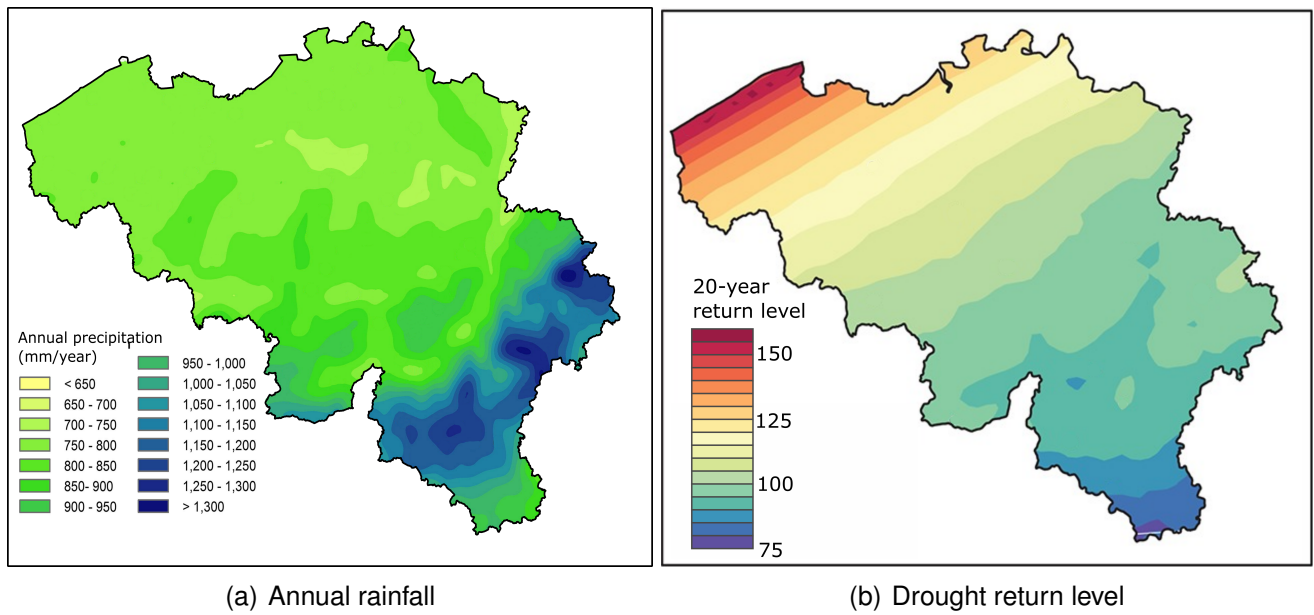 Annual precipitation
(mm/year)
< 650
650 - 700
700 - 750
750 - 800
800 - 850
850 - 900
900 - 950
950 - 1,000
1,000 - 1,050
1,050 - 1,100
1,100 - 1,150
1,150 - 1,200
1,200 - 1,250
1,250 - 1,300
> 1,300
(a) Annual rainfall
20-year
return level
150
125
100
75
(b) Drought return level